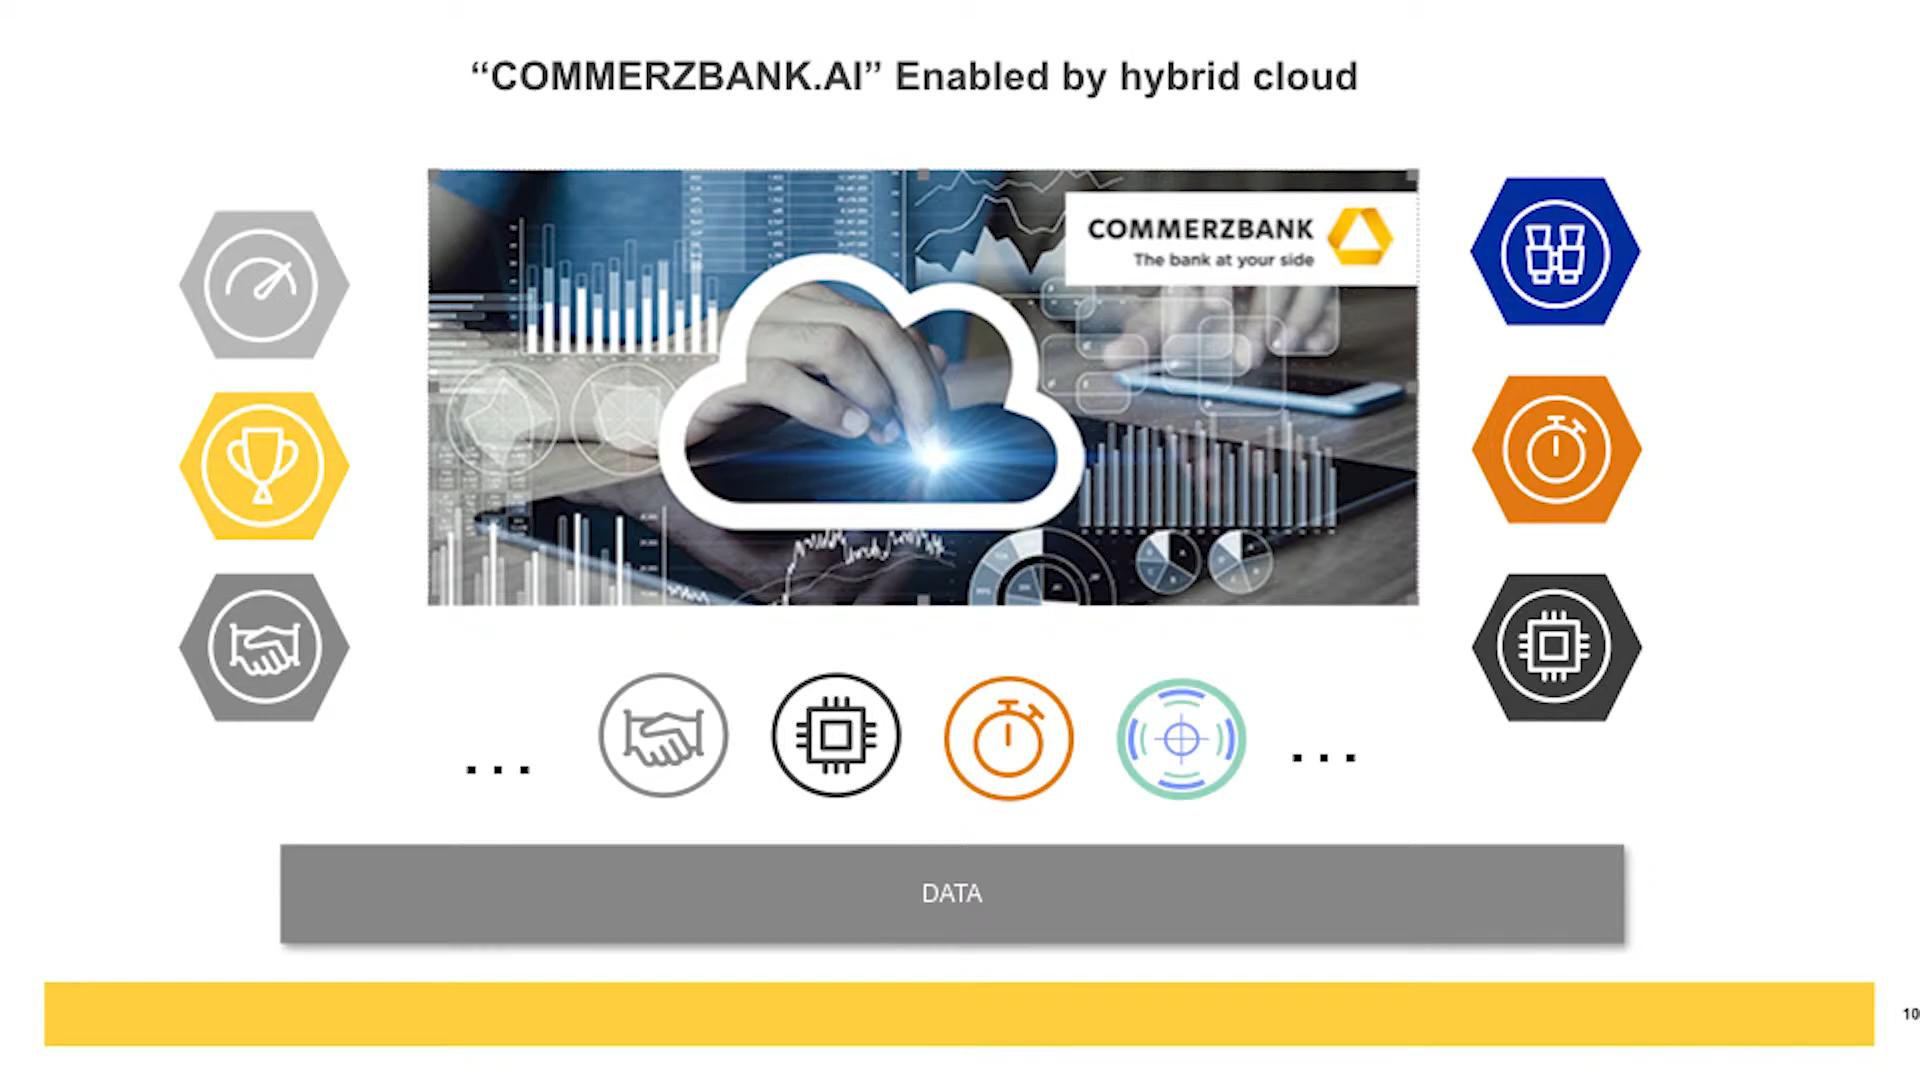 “COMMERZBANK.AI” Enabled by hybrid cloud
COMMERZBANK
The bank at your side
... ...
DATA
10